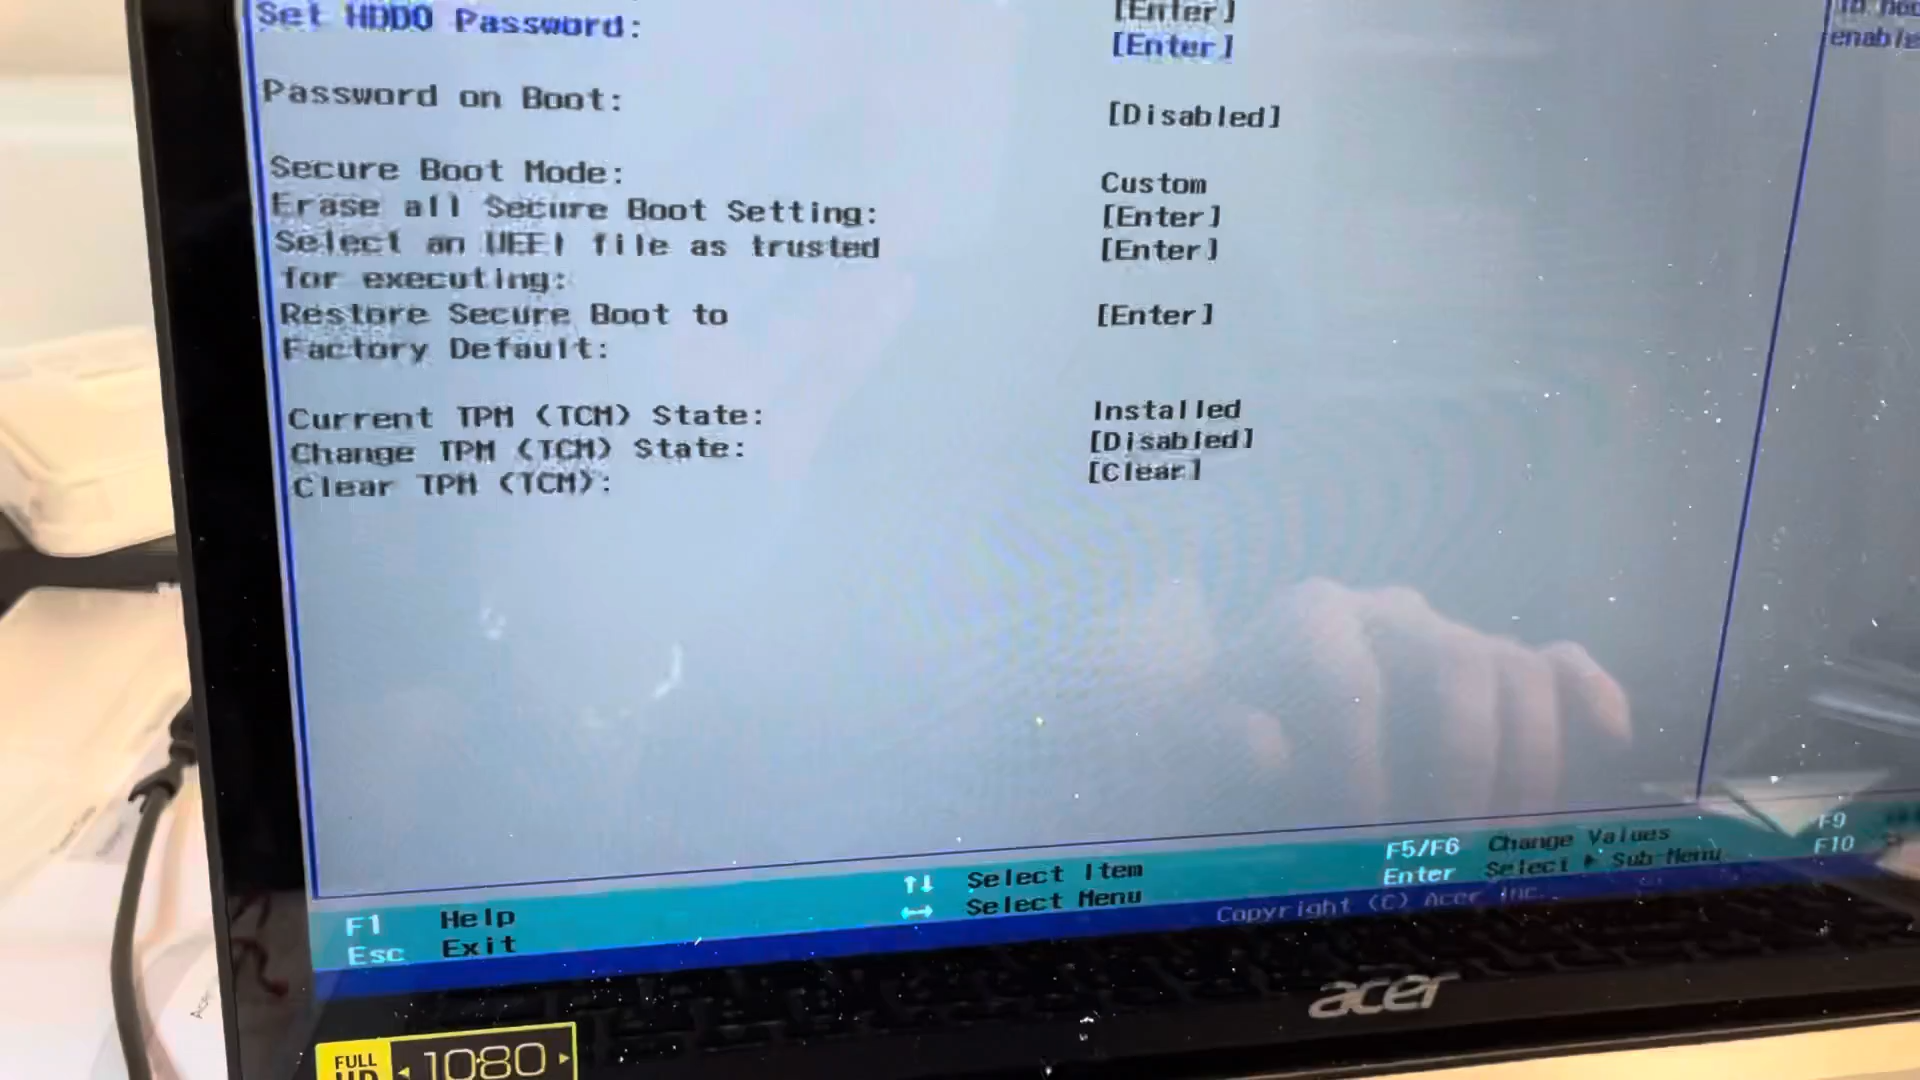 [Enter]
Set HDD0 Password: [Enter]
Password on Boot: [Disabled]
Secure Boot Mode: Custom
Erase all Secure Boot Setting: [Enter]
Select an UEFI file as trusted [Enter]
for executing:
Restore Secure Boot to [Enter]
Factory Default:
Current TPM (TCM) State: Installed
Change TPM (TCM) State: [Disabled]
Clear TPM (TCM): [Clear]
F1 Help ↑↓ Select Item F5/F6 Change Values F9
Esc Exit ↔ Select Menu Enter Select ▶ Sub-Menu F10
Copyright (C) Acer Inc.
acer
FULL HD 1080